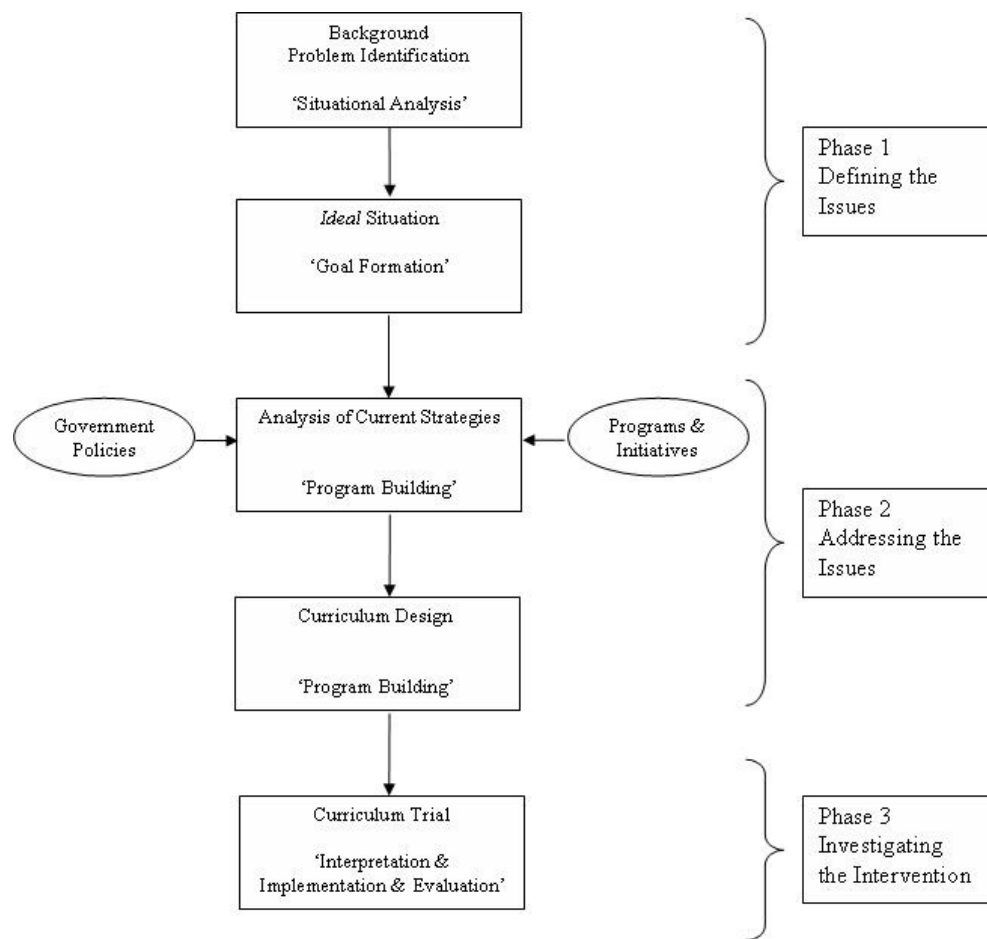 Background
Problem Identification
‘Situational Analysis’
Phase 1
Defining the
Issues
Ideal Situation
‘Goal Formation’
Government
Policies
Analysis of Current Strategies
‘Program Building’
Programs &
Initiatives
Phase 2
Addressing the
Issues
Curriculum Design
‘Program Building’
Curriculum Trial
‘Interpretation &
Implementation & Evaluation’
Phase 3
Investigating
the Intervention